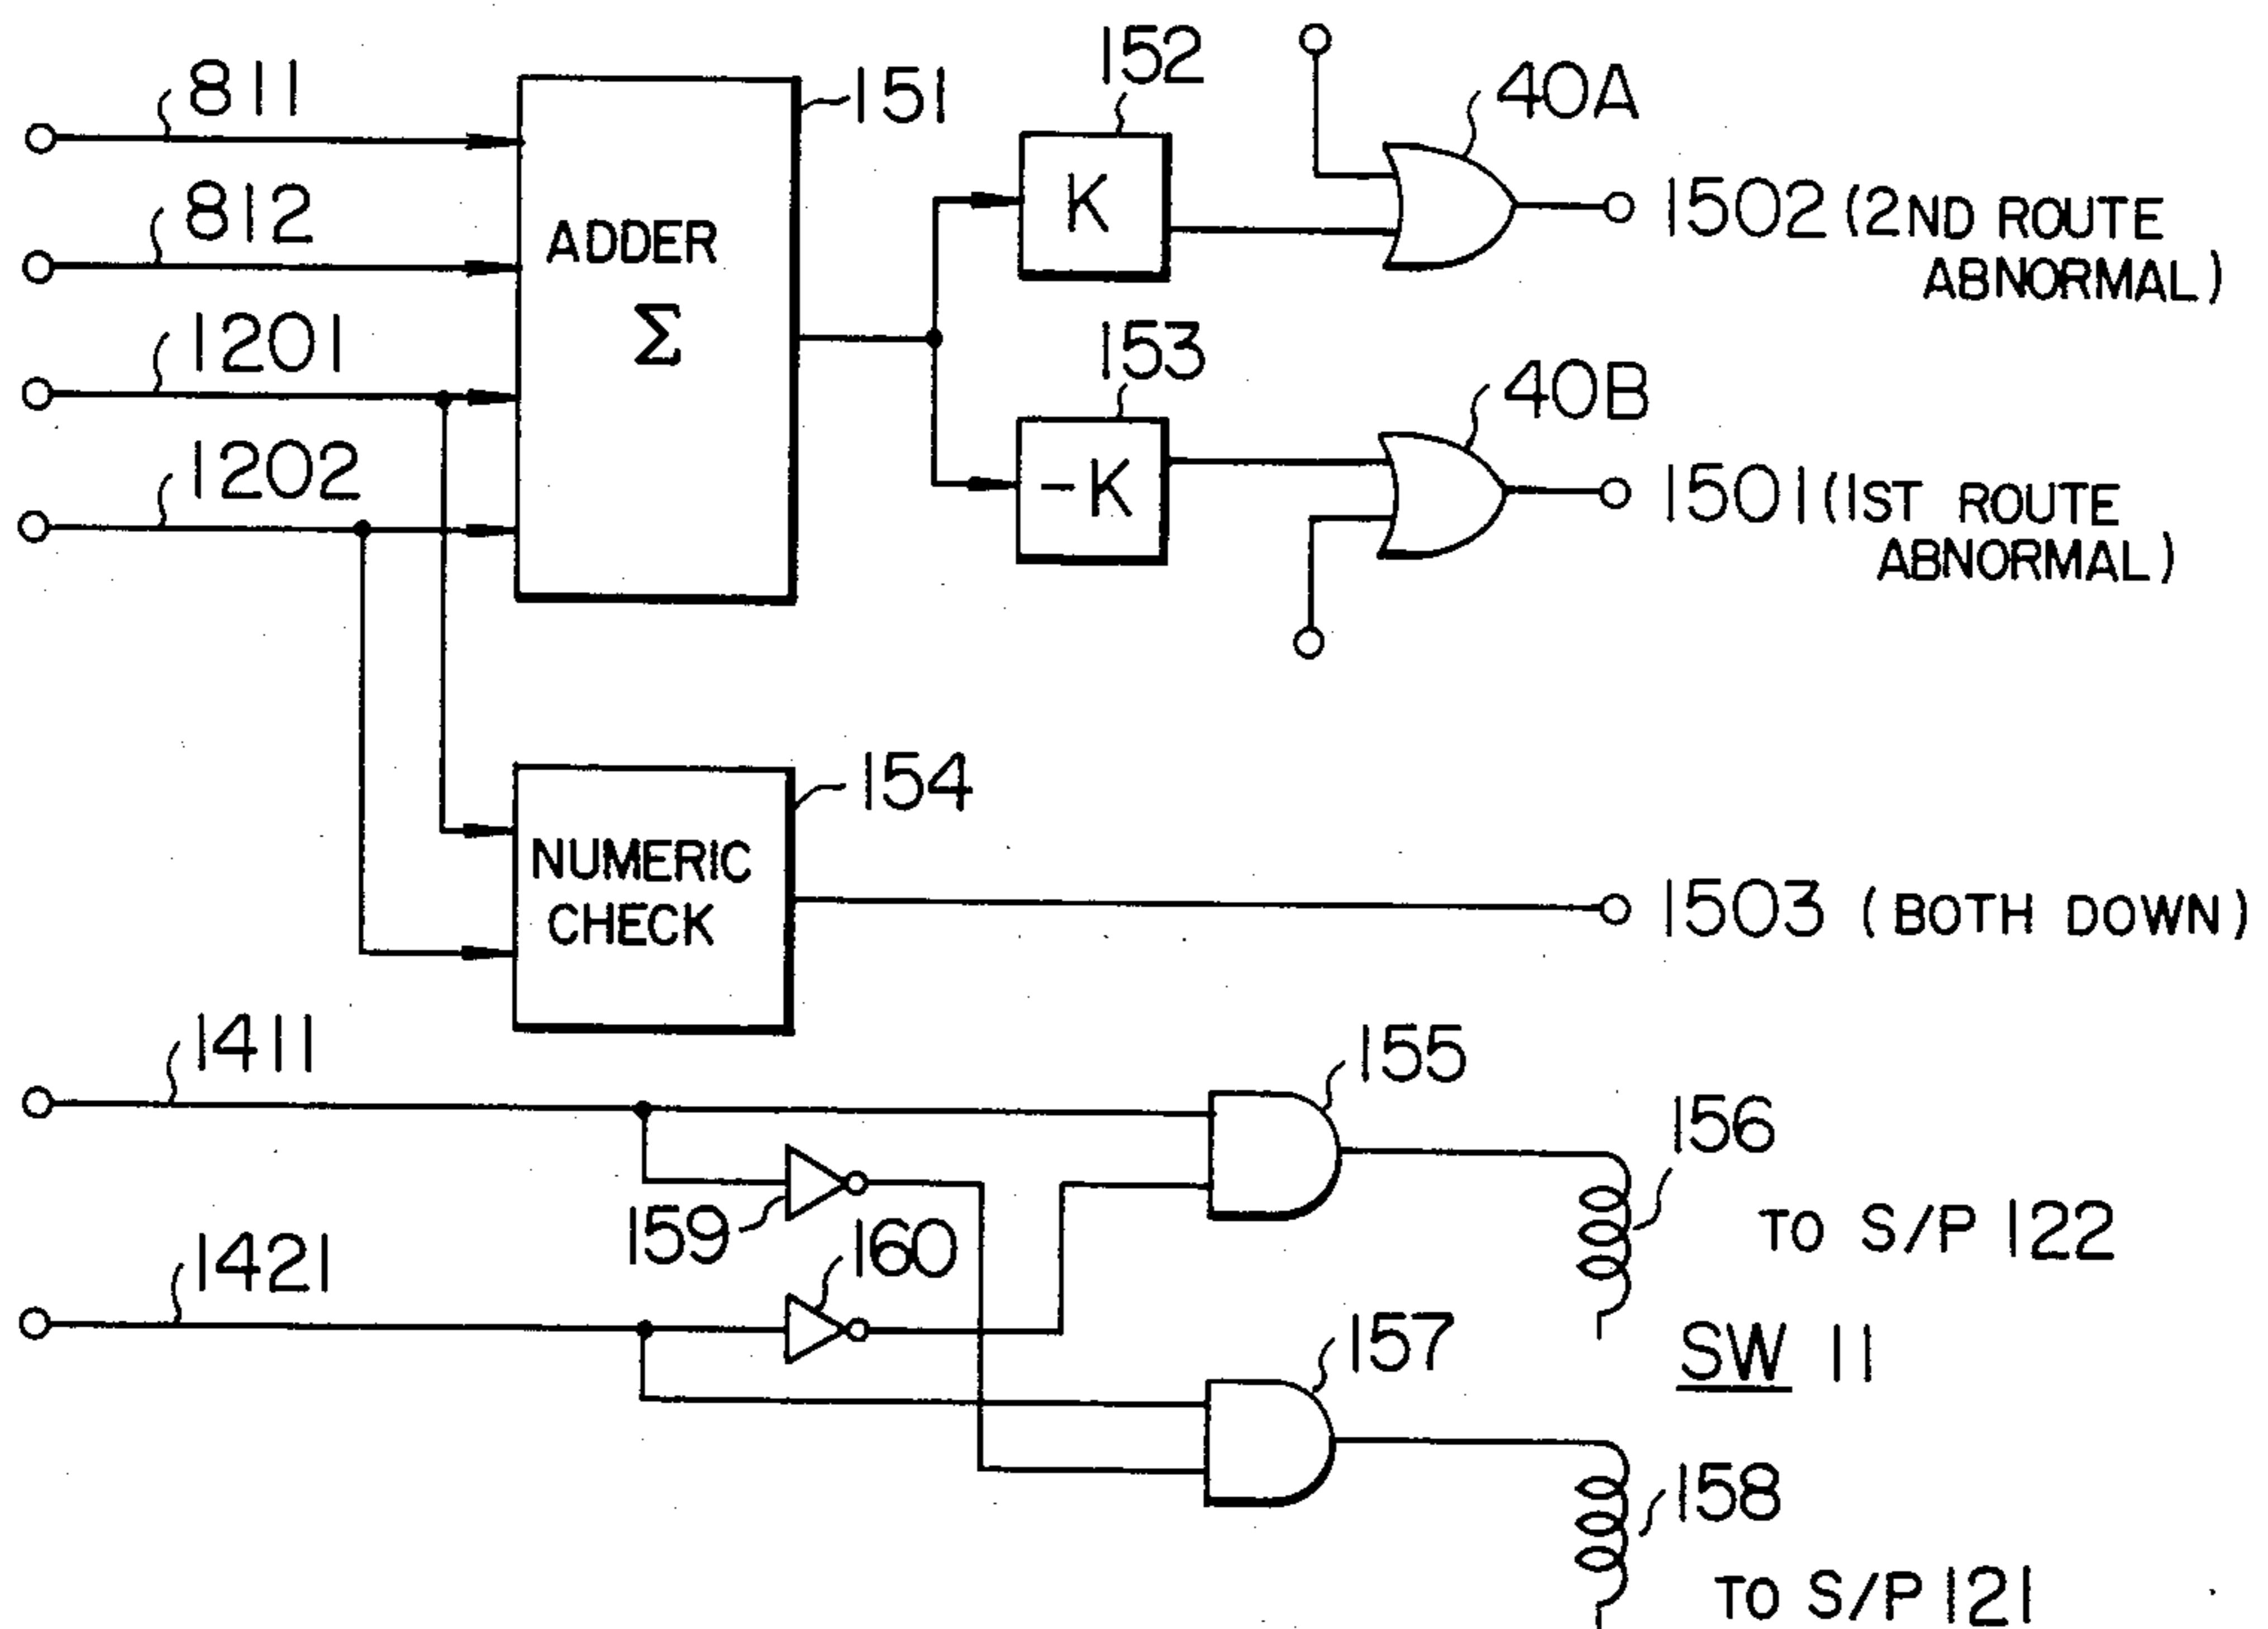 811
812
1201
1202
ADDER
Σ
151
152
K
153
-K
40A
1502 (2ND ROUTE
ABNORMAL)
40B
1501 (1ST ROUTE
ABNORMAL)
NUMERIC
CHECK
154
1503 (BOTH DOWN)
1411
1421
159
160
155
156
TO S/P 122
SW 11
157
158
TO S/P 121